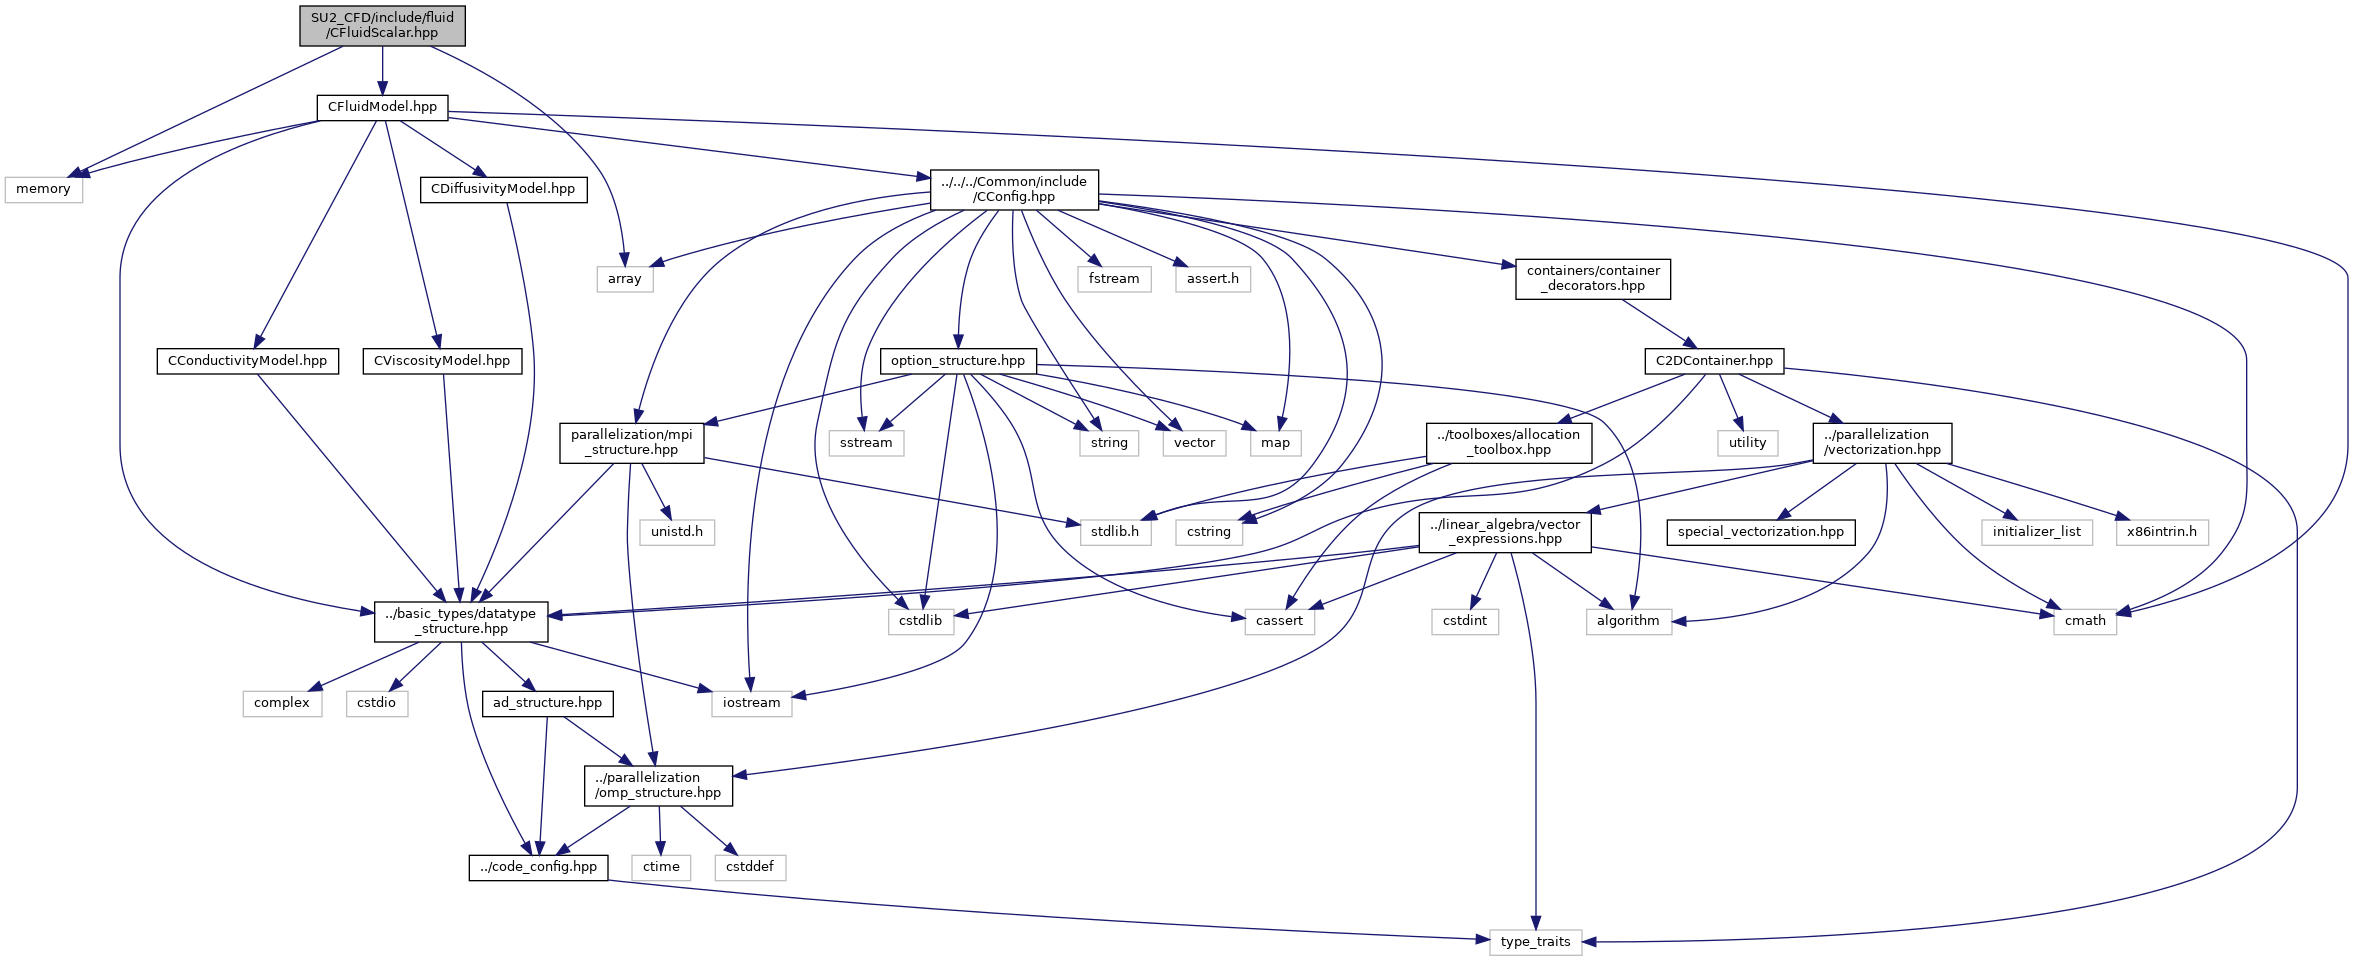 SU2_CFD/include/fluid
/CFluidScalar.hpp
CFluidModel.hpp
memory
CDiffusivityModel.hpp
../../../Common/include
/CConfig.hpp
array
fstream
assert.h
containers/container
_decorators.hpp
CConductivityModel.hpp
CViscosityModel.hpp
option_structure.hpp
C2DContainer.hpp
parallelization/mpi
_structure.hpp
sstream
string
vector
map
../toolboxes/allocation
_toolbox.hpp
utility
../parallelization
/vectorization.hpp
unistd.h
stdlib.h
cstring
../linear_algebra/vector
_expressions.hpp
special_vectorization.hpp
initializer_list
x86intrin.h
../basic_types/datatype
_structure.hpp
cstdlib
cassert
cstdint
algorithm
cmath
complex
cstdio
ad_structure.hpp
iostream
../parallelization
/omp_structure.hpp
../code_config.hpp
ctime
cstddef
type_traits